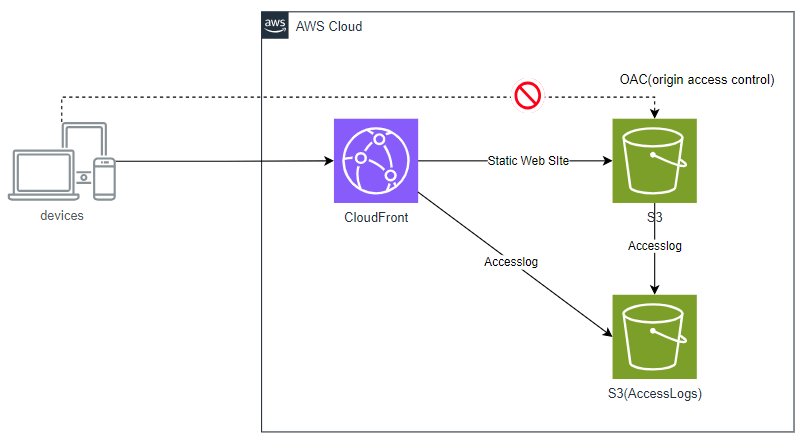 aws
AWS Cloud
OAC(origin access control)
Static Web SIte
devices
CloudFront
S3
Accesslog
Accesslog
S3(AccessLogs)